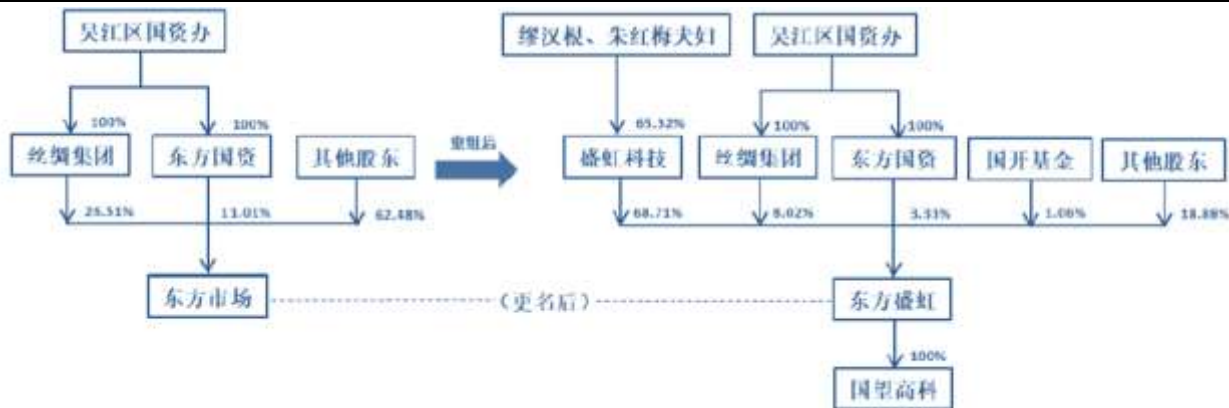 吴江区国资办
缪汉根、朱红梅夫妇
吴江区国资办
100%
100%
65.32%
100%
100%
丝绸集团
东方国资
其他股东
重组后
盛虹科技
丝绸集团
东方国资
国开基金
其他股东
26.51%
11.01%
62.48%
68.71%
8.02%
3.33%
1.06%
18.88%
东方市场
(更名后)
东方盛虹
100%
国望高科